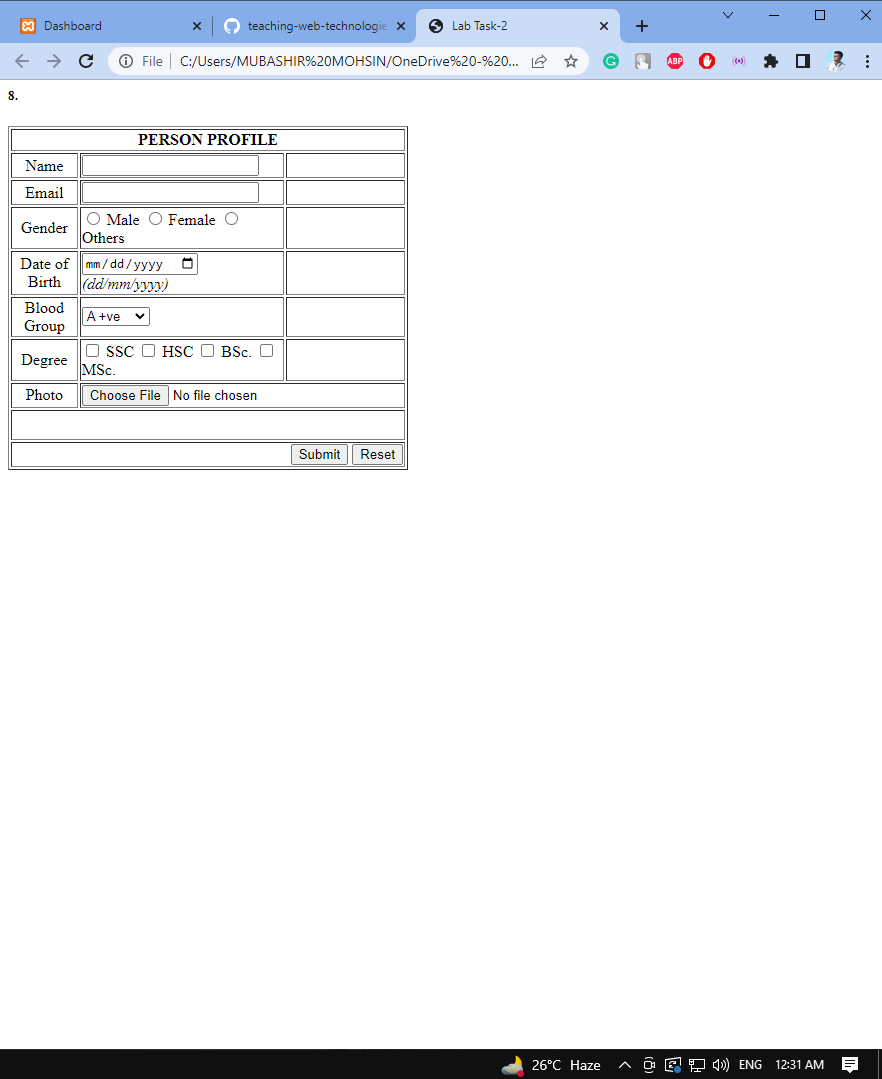 Dashboard
teaching-web-technologie
Lab Task-2
File
C:/Users/MUBASHIR%20MOHSIN/OneDrive%20-%20...
ABP
8.
PERSON PROFILE
Name
Email
Gender
Male Female
Others
Date of Birth
mm/dd/yyyy
(dd/mm/yyyy)
Blood Group
A +ve
Degree
SSC HSC BSc.
MSc.
Photo
Choose File No file chosen
Submit Reset
26°C Haze
ENG
12:31 AM